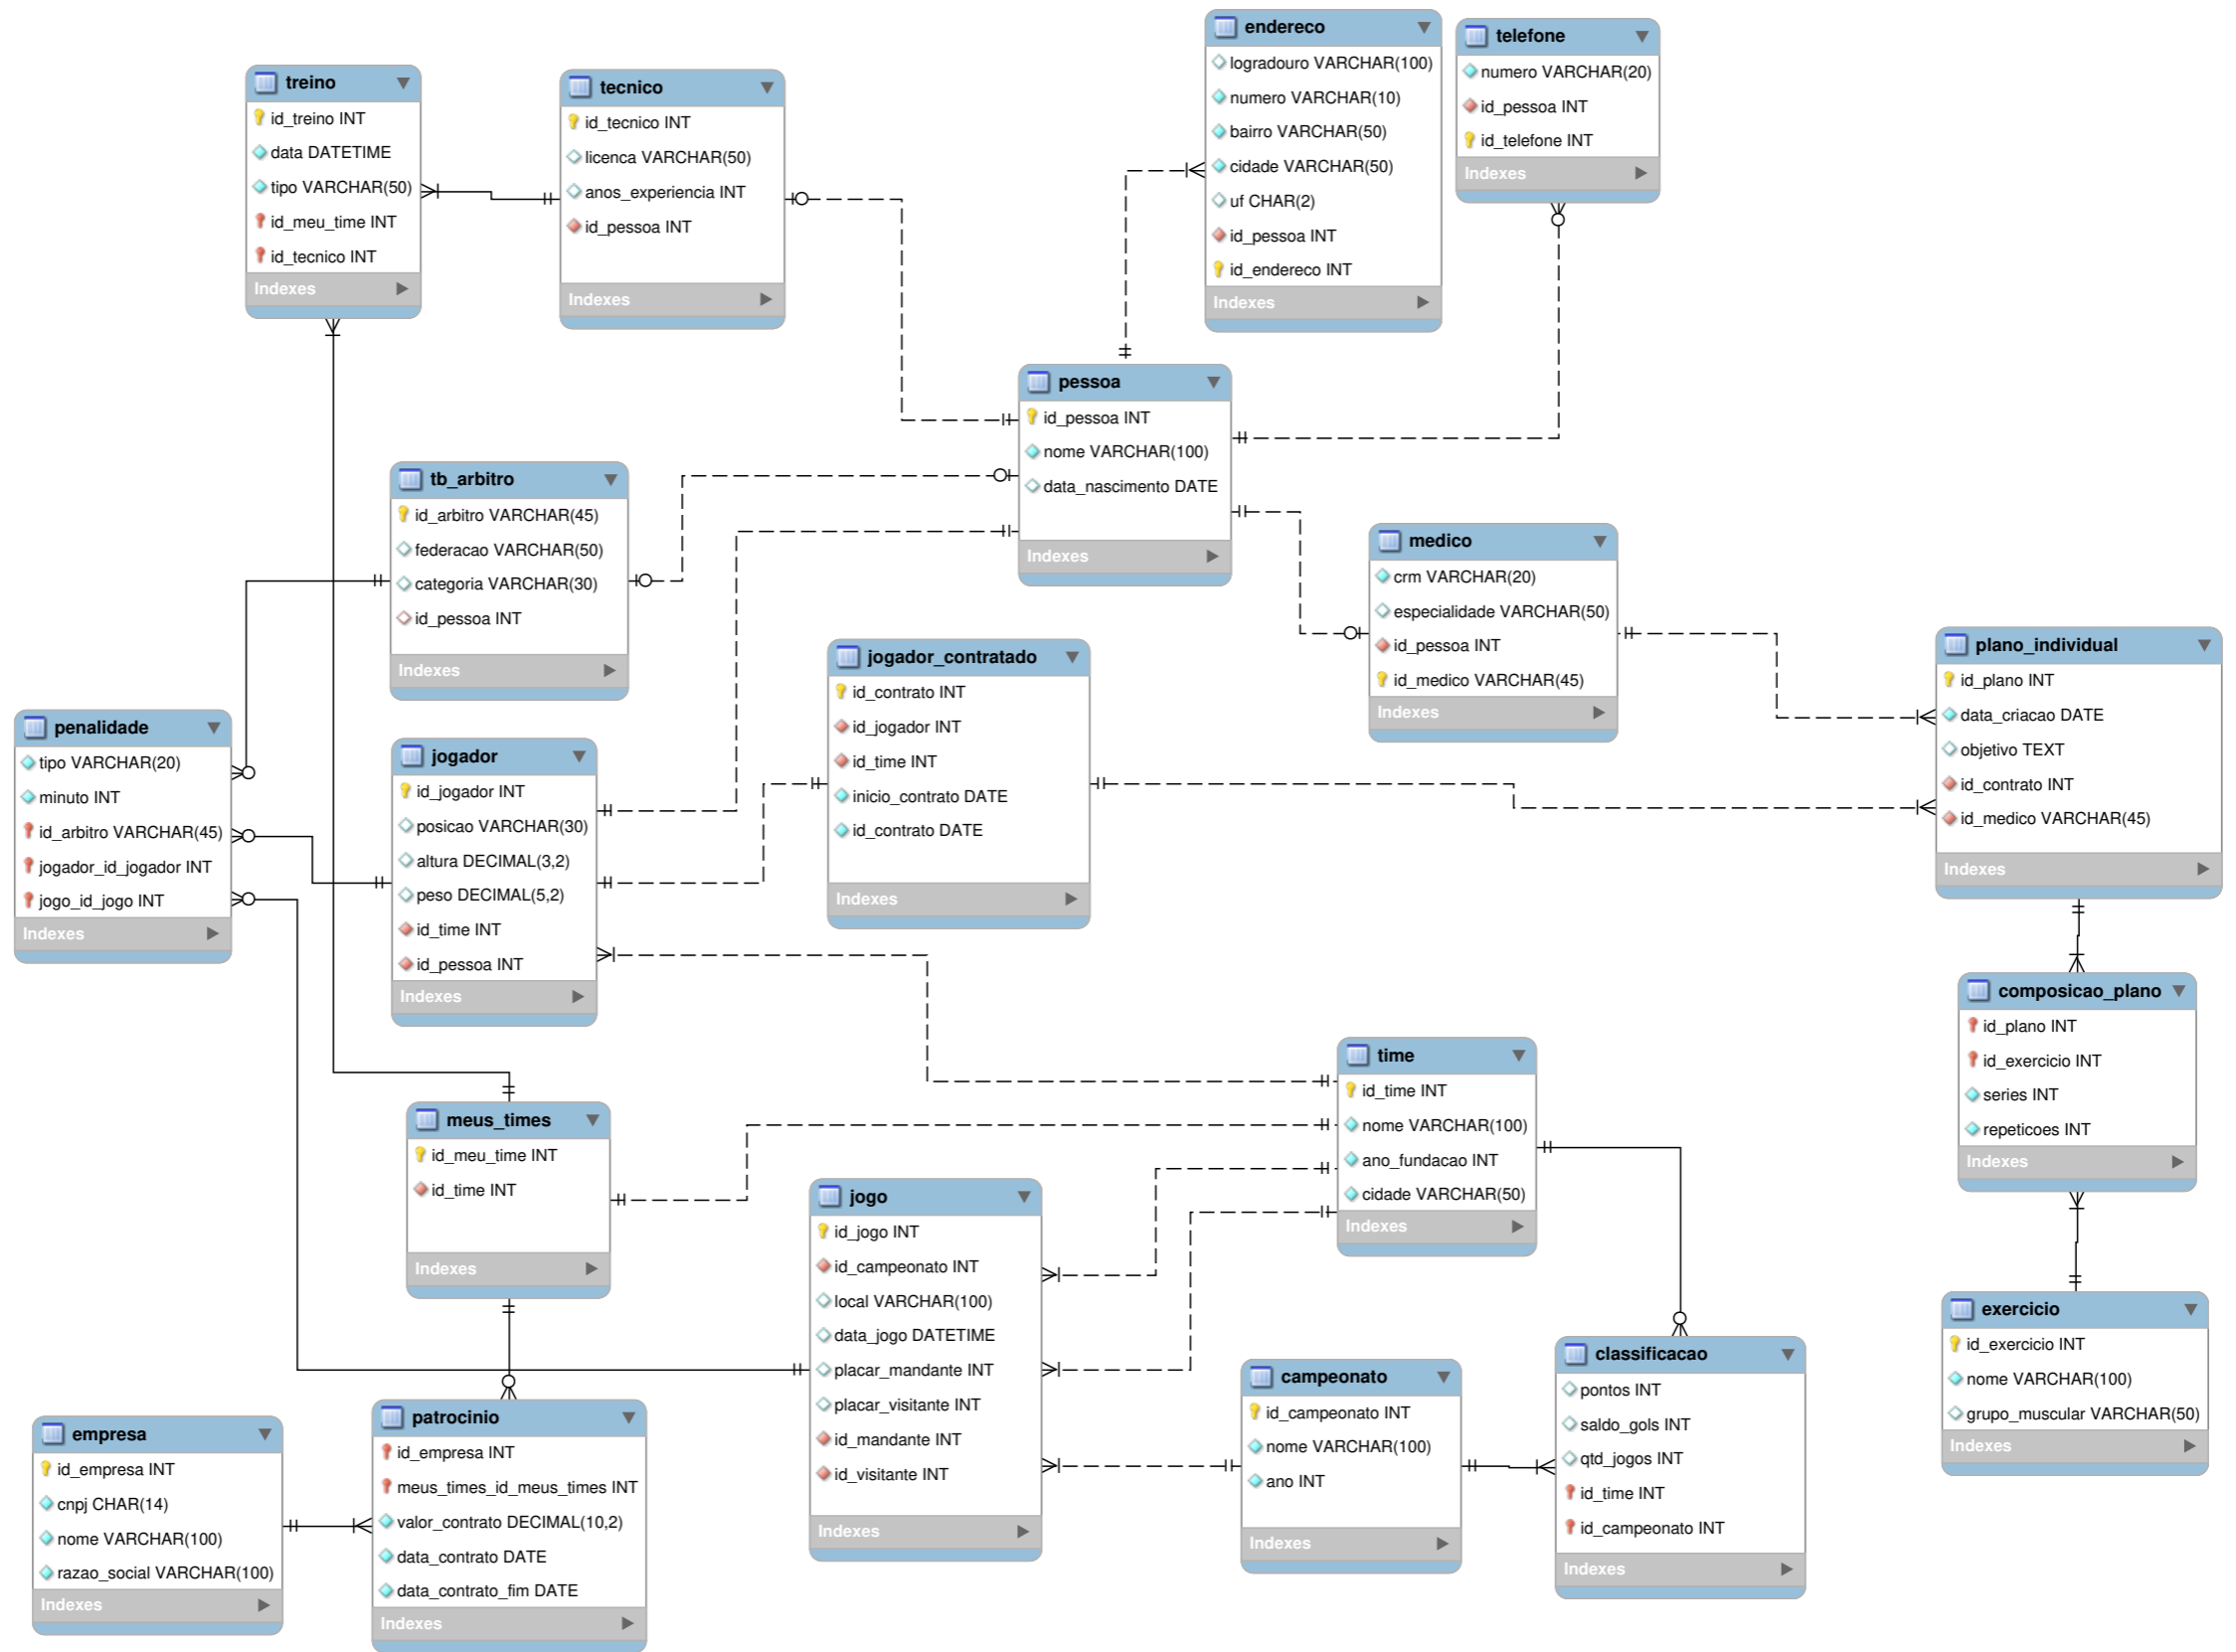 endereco
logradouro VARCHAR(100)
numero VARCHAR(10)
bairro VARCHAR(50)
cidade VARCHAR(50)
uf CHAR(2)
id_pessoa INT
id_endereco INT
Indexes
telefone
numero VARCHAR(20)
id_pessoa INT
id_telefone INT
Indexes
treino
id_treino INT
data DATETIME
tipo VARCHAR(50)
id_meu_time INT
id_tecnico INT
Indexes
tecnico
id_tecnico INT
licenca VARCHAR(50)
anos_experiencia INT
id_pessoa INT
Indexes
pessoa
id_pessoa INT
nome VARCHAR(100)
data_nascimento DATE
Indexes
tb_arbitro
id_arbitro VARCHAR(45)
federacao VARCHAR(50)
categoria VARCHAR(30)
id_pessoa INT
Indexes
medico
crm VARCHAR(20)
especialidade VARCHAR(50)
id_pessoa INT
id_medico VARCHAR(45)
Indexes
plano_individual
id_plano INT
data_criacao DATE
objetivo TEXT
id_contrato INT
id_medico VARCHAR(45)
Indexes
jogador_contratado
id_contrato INT
id_jogador INT
id_time INT
inicio_contrato DATE
id_contrato DATE
Indexes
penalidade
tipo VARCHAR(20)
minuto INT
id_arbitro VARCHAR(45)
jogador_id_jogador INT
jogo_id_jogo INT
Indexes
jogador
id_jogador INT
posicao VARCHAR(30)
altura DECIMAL(3,2)
peso DECIMAL(5,2)
id_time INT
id_pessoa INT
Indexes
composicao_plano
id_plano INT
id_exercicio INT
series INT
repeticoes INT
Indexes
time
id_time INT
nome VARCHAR(100)
ano_fundacao INT
cidade VARCHAR(50)
Indexes
meus_times
id_meu_time INT
id_time INT
Indexes
jogo
id_jogo INT
id_campeonato INT
local VARCHAR(100)
data_jogo DATETIME
placar_mandante INT
placar_visitante INT
id_mandante INT
id_visitante INT
Indexes
exercicio
id_exercicio INT
nome VARCHAR(100)
grupo_muscular VARCHAR(50)
Indexes
classificacao
pontos INT
saldo_gols INT
qtd_jogos INT
id_time INT
id_campeonato INT
Indexes
campeonato
id_campeonato INT
nome VARCHAR(100)
ano INT
Indexes
patrocinio
id_empresa INT
meus_times_id_meus_times INT
valor_contrato DECIMAL(10,2)
data_contrato DATE
data_contrato_fim DATE
Indexes
empresa
id_empresa INT
cnpj CHAR(14)
nome VARCHAR(100)
razao_social VARCHAR(100)
Indexes